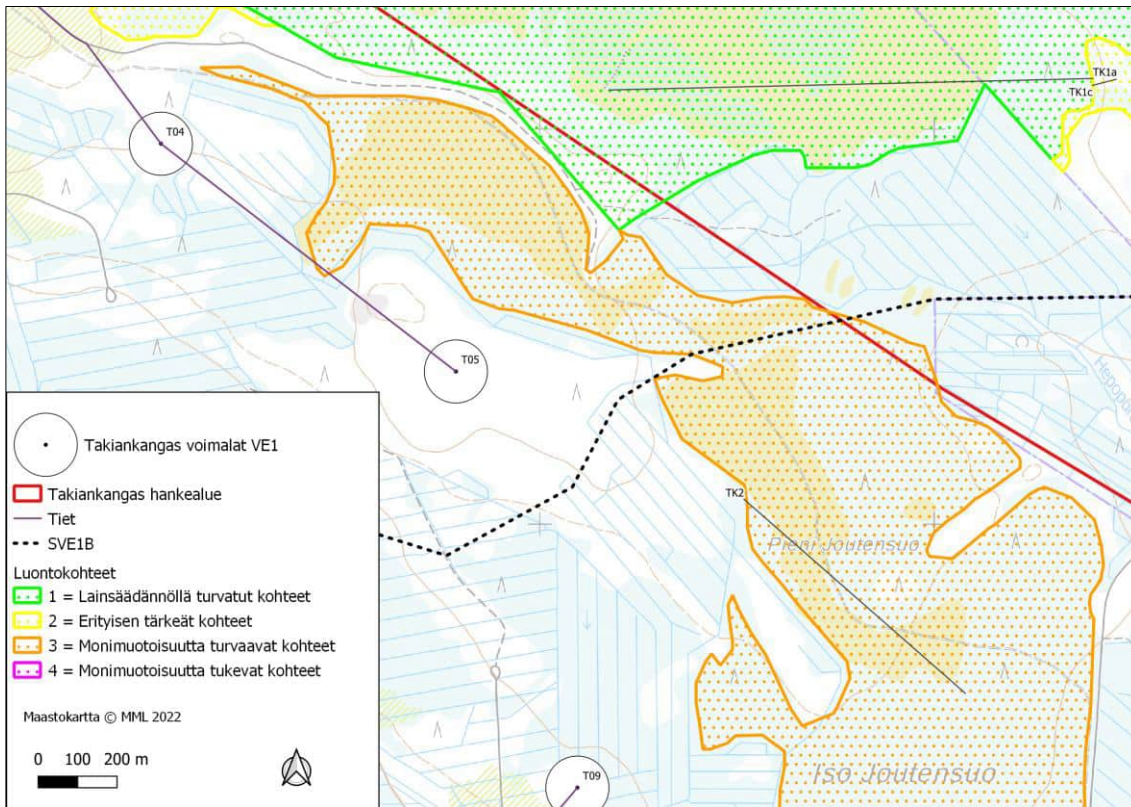 TK1a
TK1c
T04
T05
TK2
Pieni Joutensuo
Iso Joutensuo
T09
Takiankangas voimalat VE1
Takiankangas hankealue
Tiet
SVE1B
Luontokohteet
1 = Lainsäädännöllä turvatut kohteet
2 = Erityisen tärkeät kohteet
3 = Monimuotoisuutta turvaavat kohteet
4 = Monimuotoisuutta tukevat kohteet
Maastokartta © MML 2022
0 100 200 m